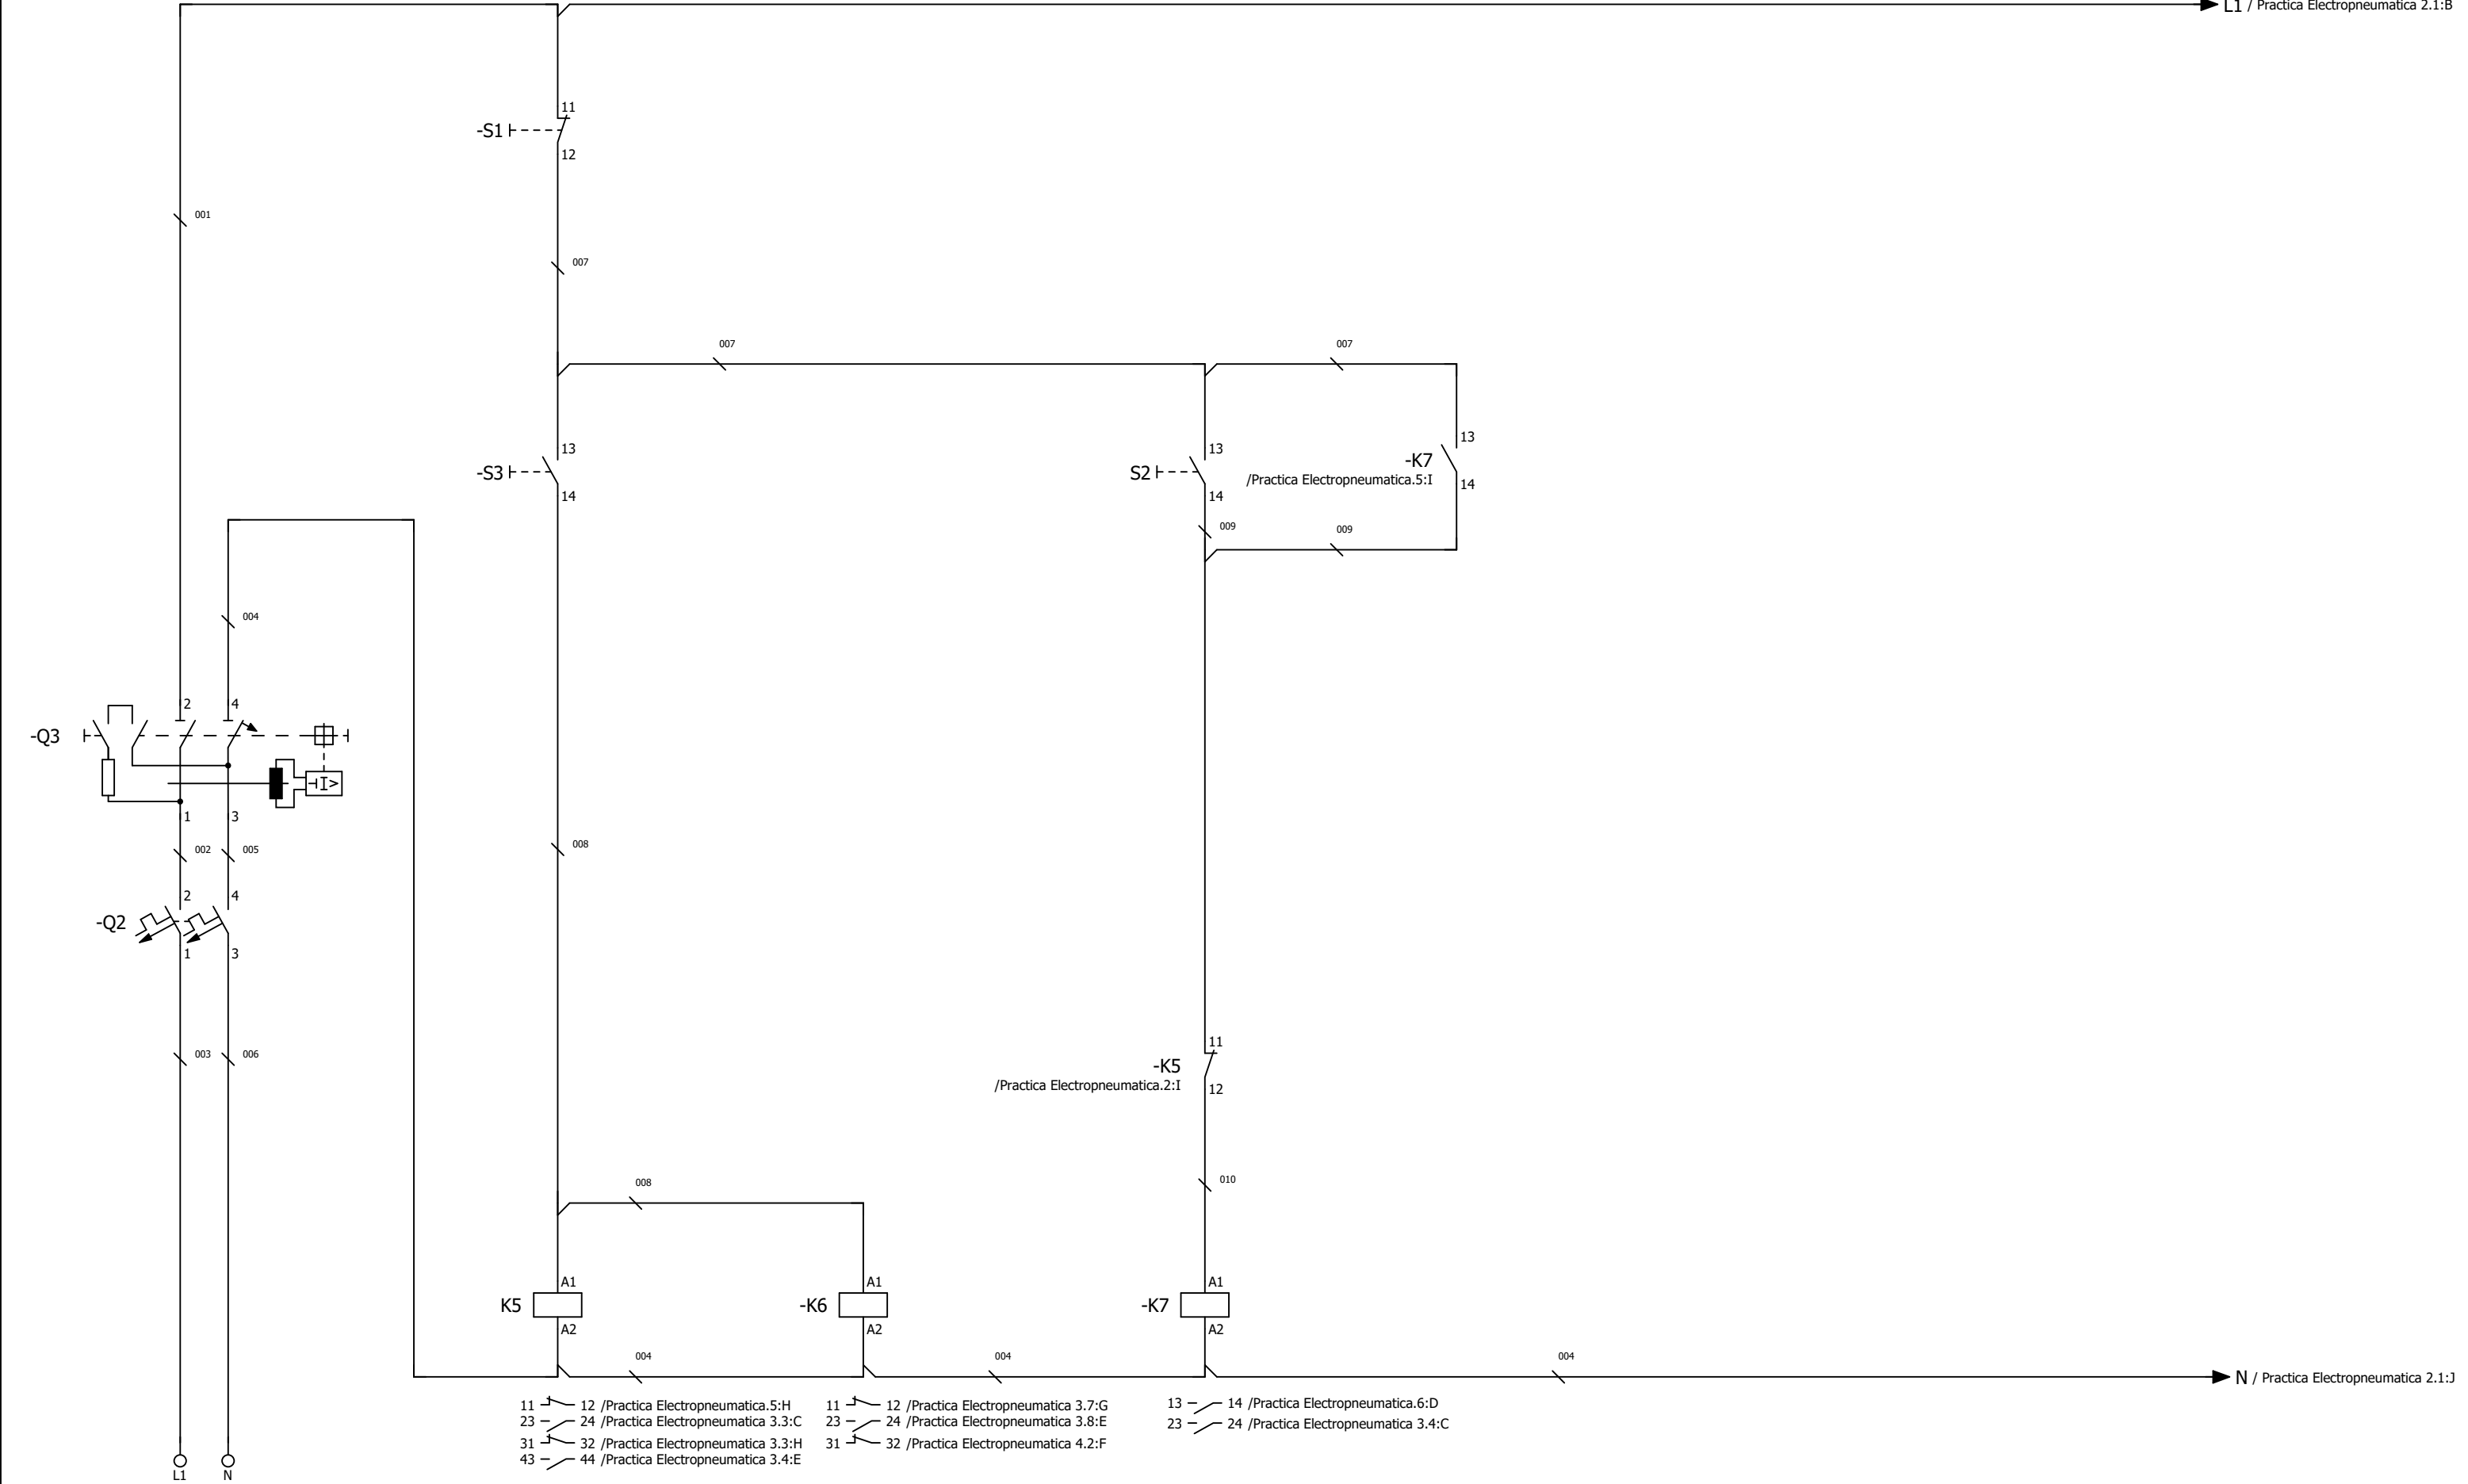 L1 / Practica Electropneumatica 2.1:B
11
-S1
12
001
007
007
007
13
-S3
14
13
S2
14
13
-K7
/Practica Electropneumatica.5:I
14
009
009
004
2
4
-Q3
I>
1
3
002
005
008
2
4
-Q2
1
3
003
006
11
-K5
/Practica Electropneumatica.2:I
12
008
010
A1
K5
A2
A1
-K6
A2
A1
-K7
A2
004
004
004
N / Practica Electropneumatica 2.1:J
11 12 /Practica Electropneumatica.5:H
23 24 /Practica Electropneumatica 3.3:C
31 32 /Practica Electropneumatica 3.3:H
43 44 /Practica Electropneumatica 3.4:E
11 12 /Practica Electropneumatica 3.7:G
23 24 /Practica Electropneumatica 3.8:E
31 32 /Practica Electropneumatica 4.2:F
13 14 /Practica Electropneumatica.6:D
23 24 /Practica Electropneumatica 3.4:C
L1
N